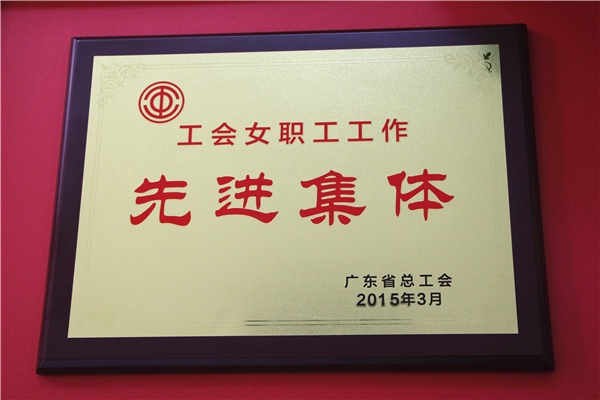 工会女职工工作
先进集体
广东省总工会
2015年3月